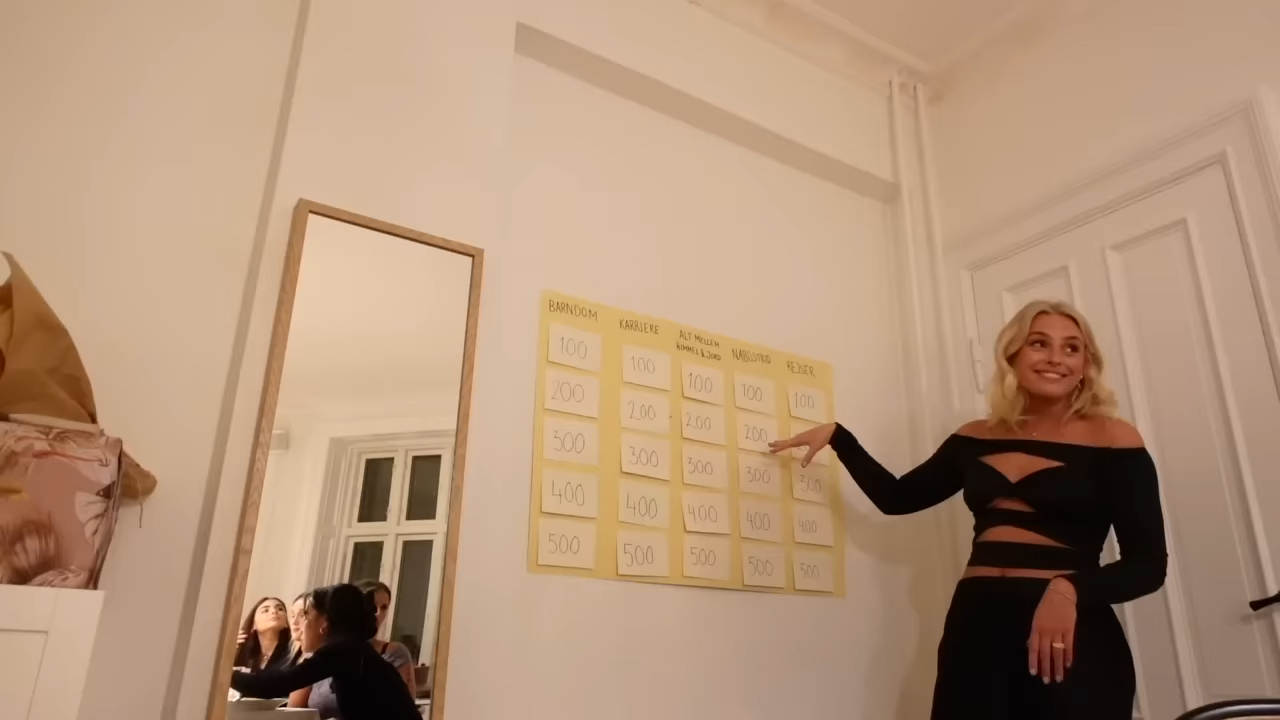 BARNDOM KARRIERE ALT MELLEM NABOSTRID REJSER
HIMMEL & JORD
100 100 100 100 100
200 200 200 200
300 300 300 300 300
400 400 400 400 400
500 500 500 500 500